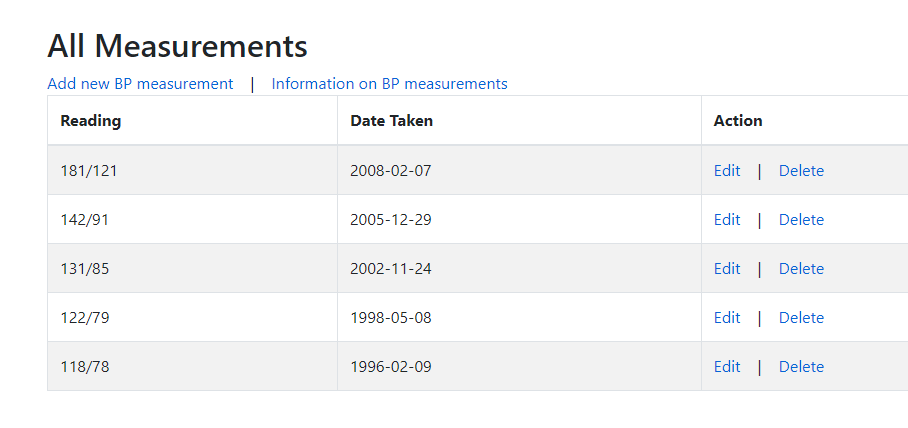 All Measurements
Add new BP measurement | Information on BP measurements
Reading Date Taken Action
181/121 2008-02-07 Edit | Delete
142/91 2005-12-29 Edit | Delete
131/85 2002-11-24 Edit | Delete
122/79 1998-05-08 Edit | Delete
118/78 1996-02-09 Edit | Delete